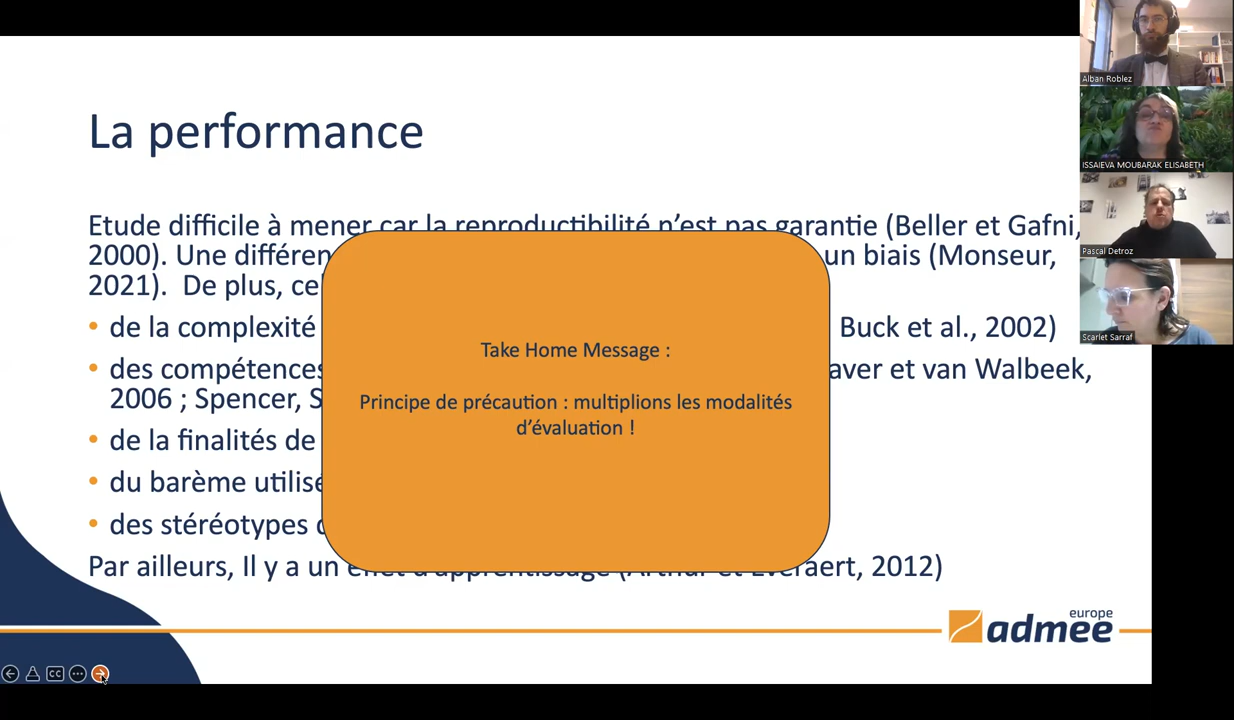 La performance
Etude difficile à mener car la reproductibilité n'est pas garantie (Beller et Gafni,
2000). Une différen un biais (Monseur,
2021). De plus, ce
de la complexité Buck et al., 2002)
des compétences aver et van Walbeek,
2006 ; Spencer, S
de la finalités de
du barème utilisé
des stéréotypes
Par ailleurs, Il y a un effet d'apprentissage (Arthur et Everaert, 2012)
Take Home Message :
Principe de précaution : multiplions les modalités
d'évaluation !
europe
admee
CC
Alban Roblez
ISSAIEVA MOUBARAK ELISABETH
Pascal Detroz
Scarlet Sarraf